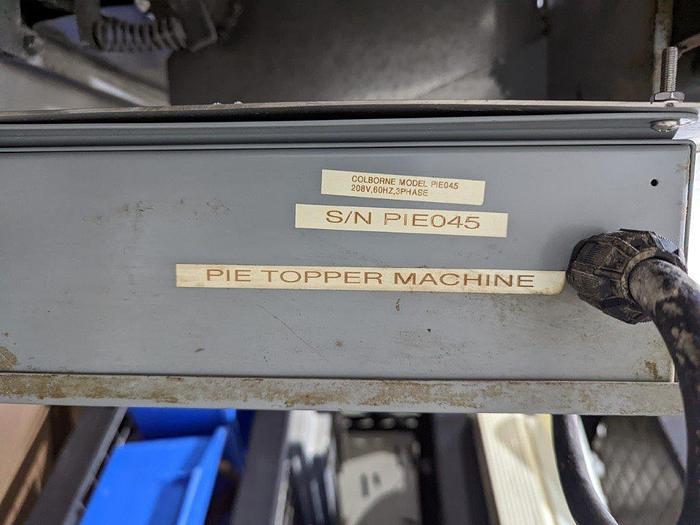 COLBORNE MODEL PIE045
208V,60HZ,3PHASE
S/N PIE045
PIE TOPPER MACHINE